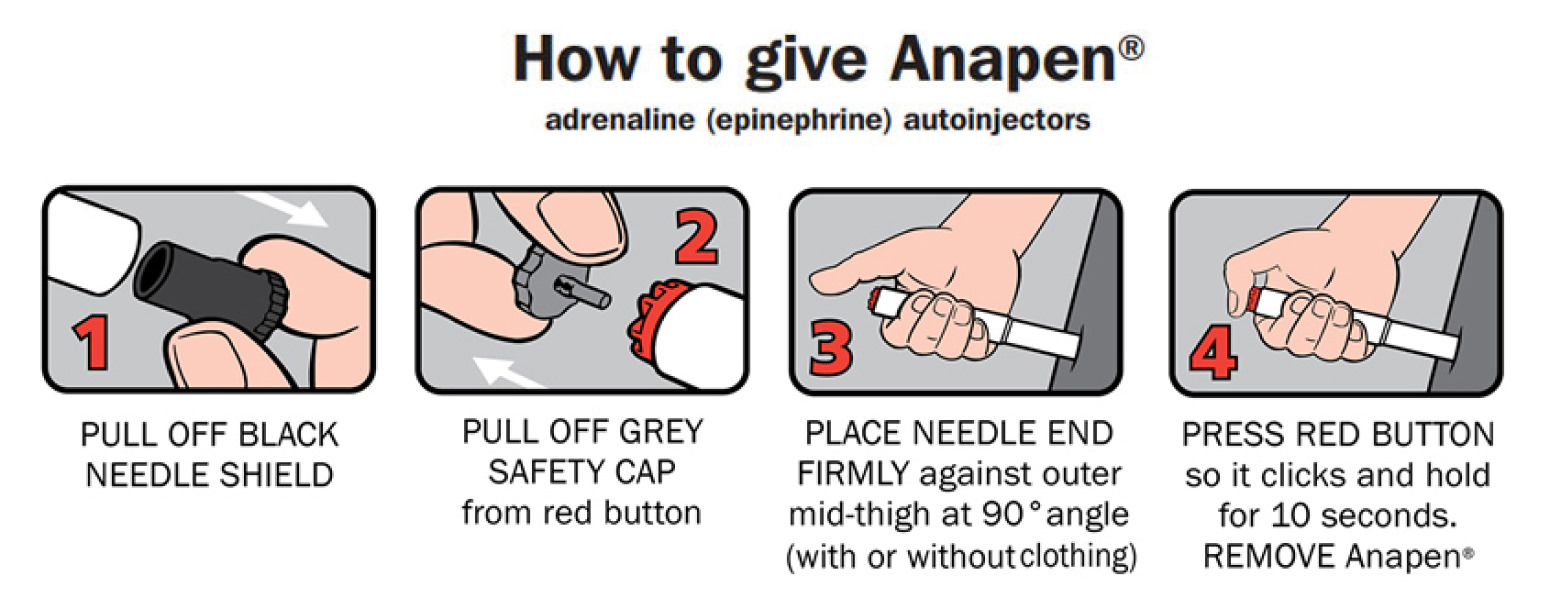 How to give Anapen®
adrenaline (epinephrine) autoinjectors
1
2
3
4
PULL OFF BLACK
NEEDLE SHIELD
PULL OFF GREY
SAFETY CAP
from red button
PLACE NEEDLE END
FIRMLY against outer
mid-thigh at 90°angle
(with or without clothing)
PRESS RED BUTTON
so it clicks and hold
for 10 seconds.
REMOVE Anapen®